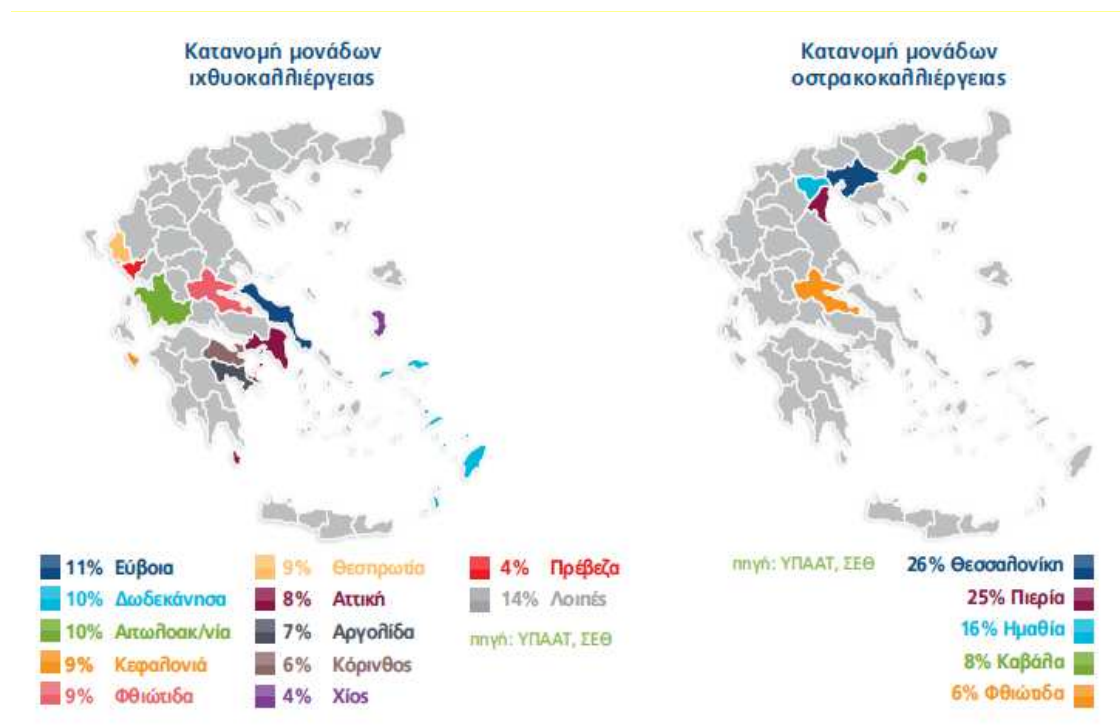 Κατανομή μονάδων
ιχθυοκαλλιέργειας
11% Εύβοια
10% Δωδεκάνησα
10% Αιτωλοακ/νία
9% Κεφαλονιά
9% Φθιώτιδα
9% Θεσπρωτία
8% Αττική
7% Αργολίδα
6% Κόρινθος
4% Χίος
4% Πρέβεζα
14% Λοιπές
πηγή: ΥΠΑΑΤ, ΣΕΘ
Κατανομή μονάδων
οστρακοκαλλιέργειας
πηγή: ΥΠΑΑΤ, ΣΕΘ
26% Θεσσαλονίκη
25% Πιερία
16% Ημαθία
8% Καβάλα
6% Φθιώτιδα